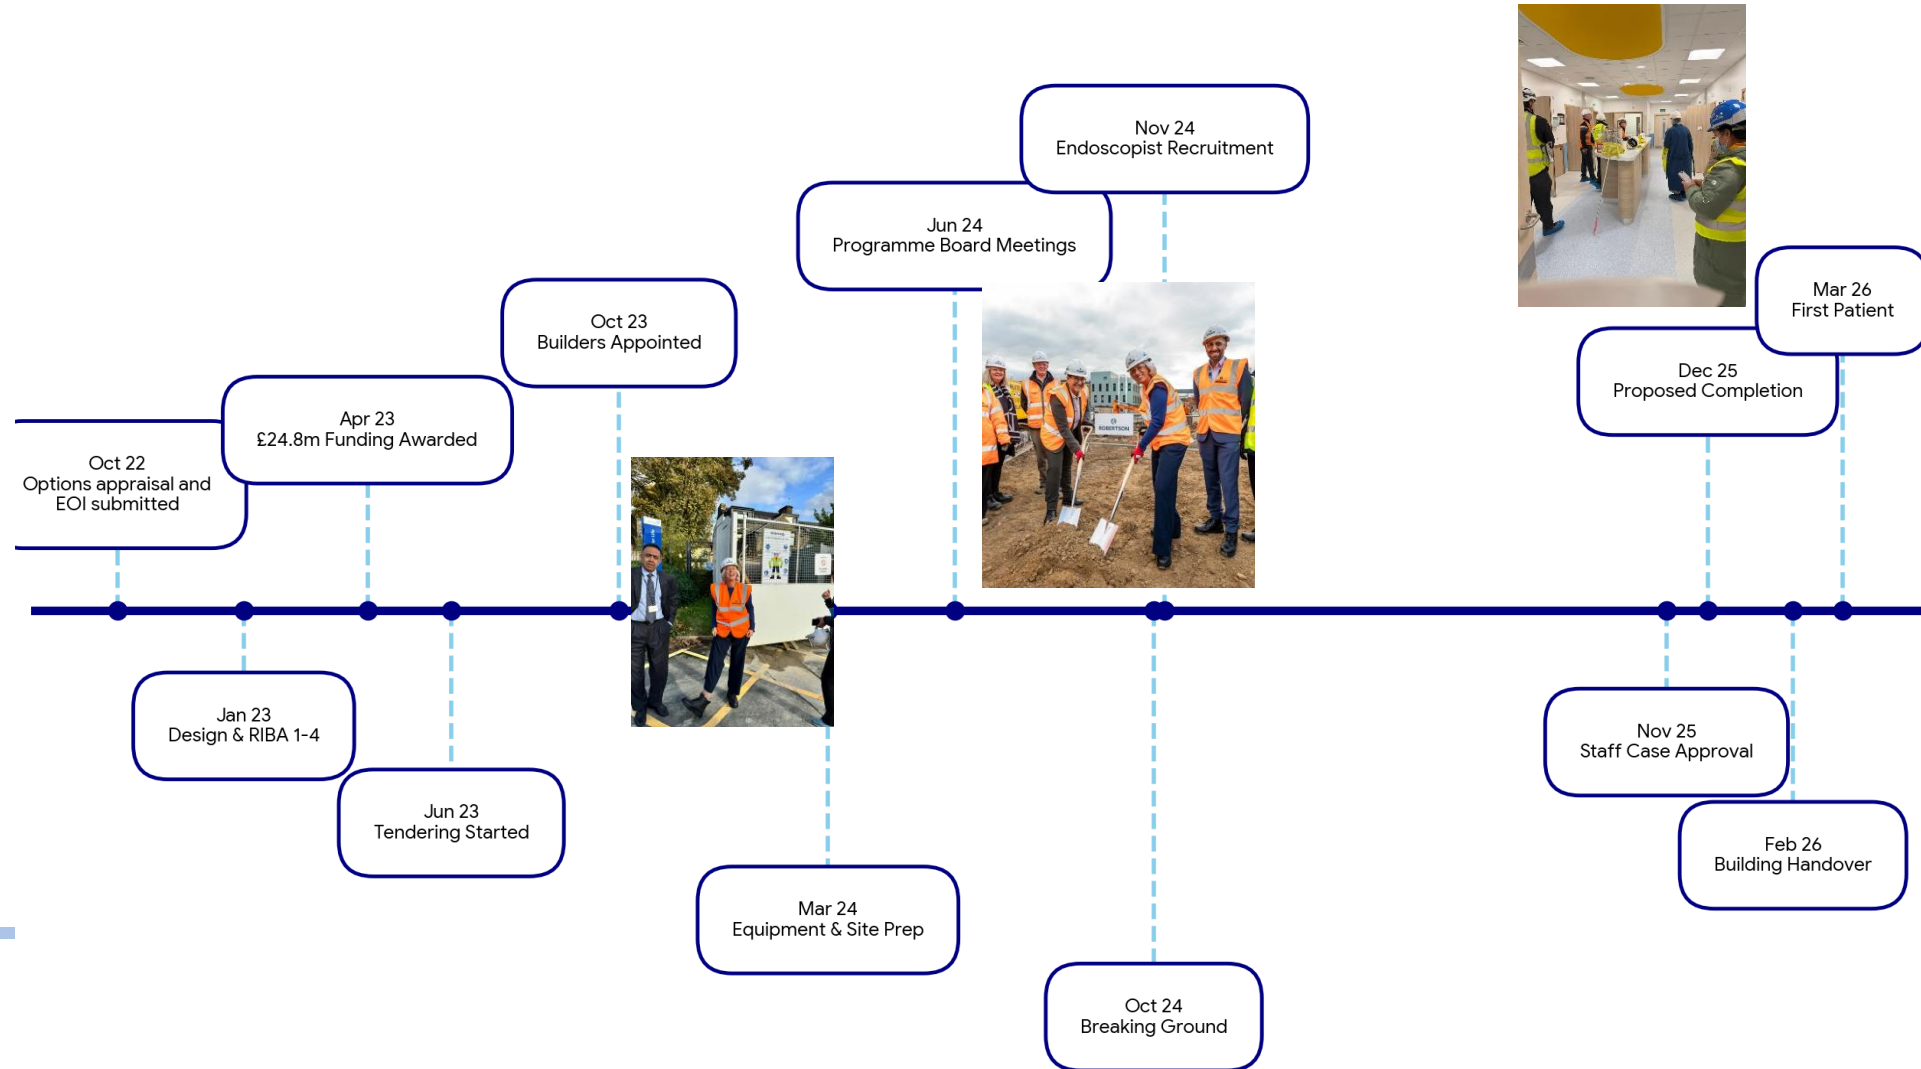 Oct 22
Options appraisal and
EOI submitted
Jan 23
Design & RIBA 1-4
Apr 23
£24.8m Funding Awarded
Jun 23
Tendering Started
Oct 23
Builders Appointed
Mar 24
Equipment & Site Prep
Jun 24
Programme Board Meetings
Oct 24
Breaking Ground
ROBERTSON
Nov 24
Endoscopist Recruitment
Nov 25
Staff Case Approval
Dec 25
Proposed Completion
Feb 26
Building Handover
Mar 26
First Patient